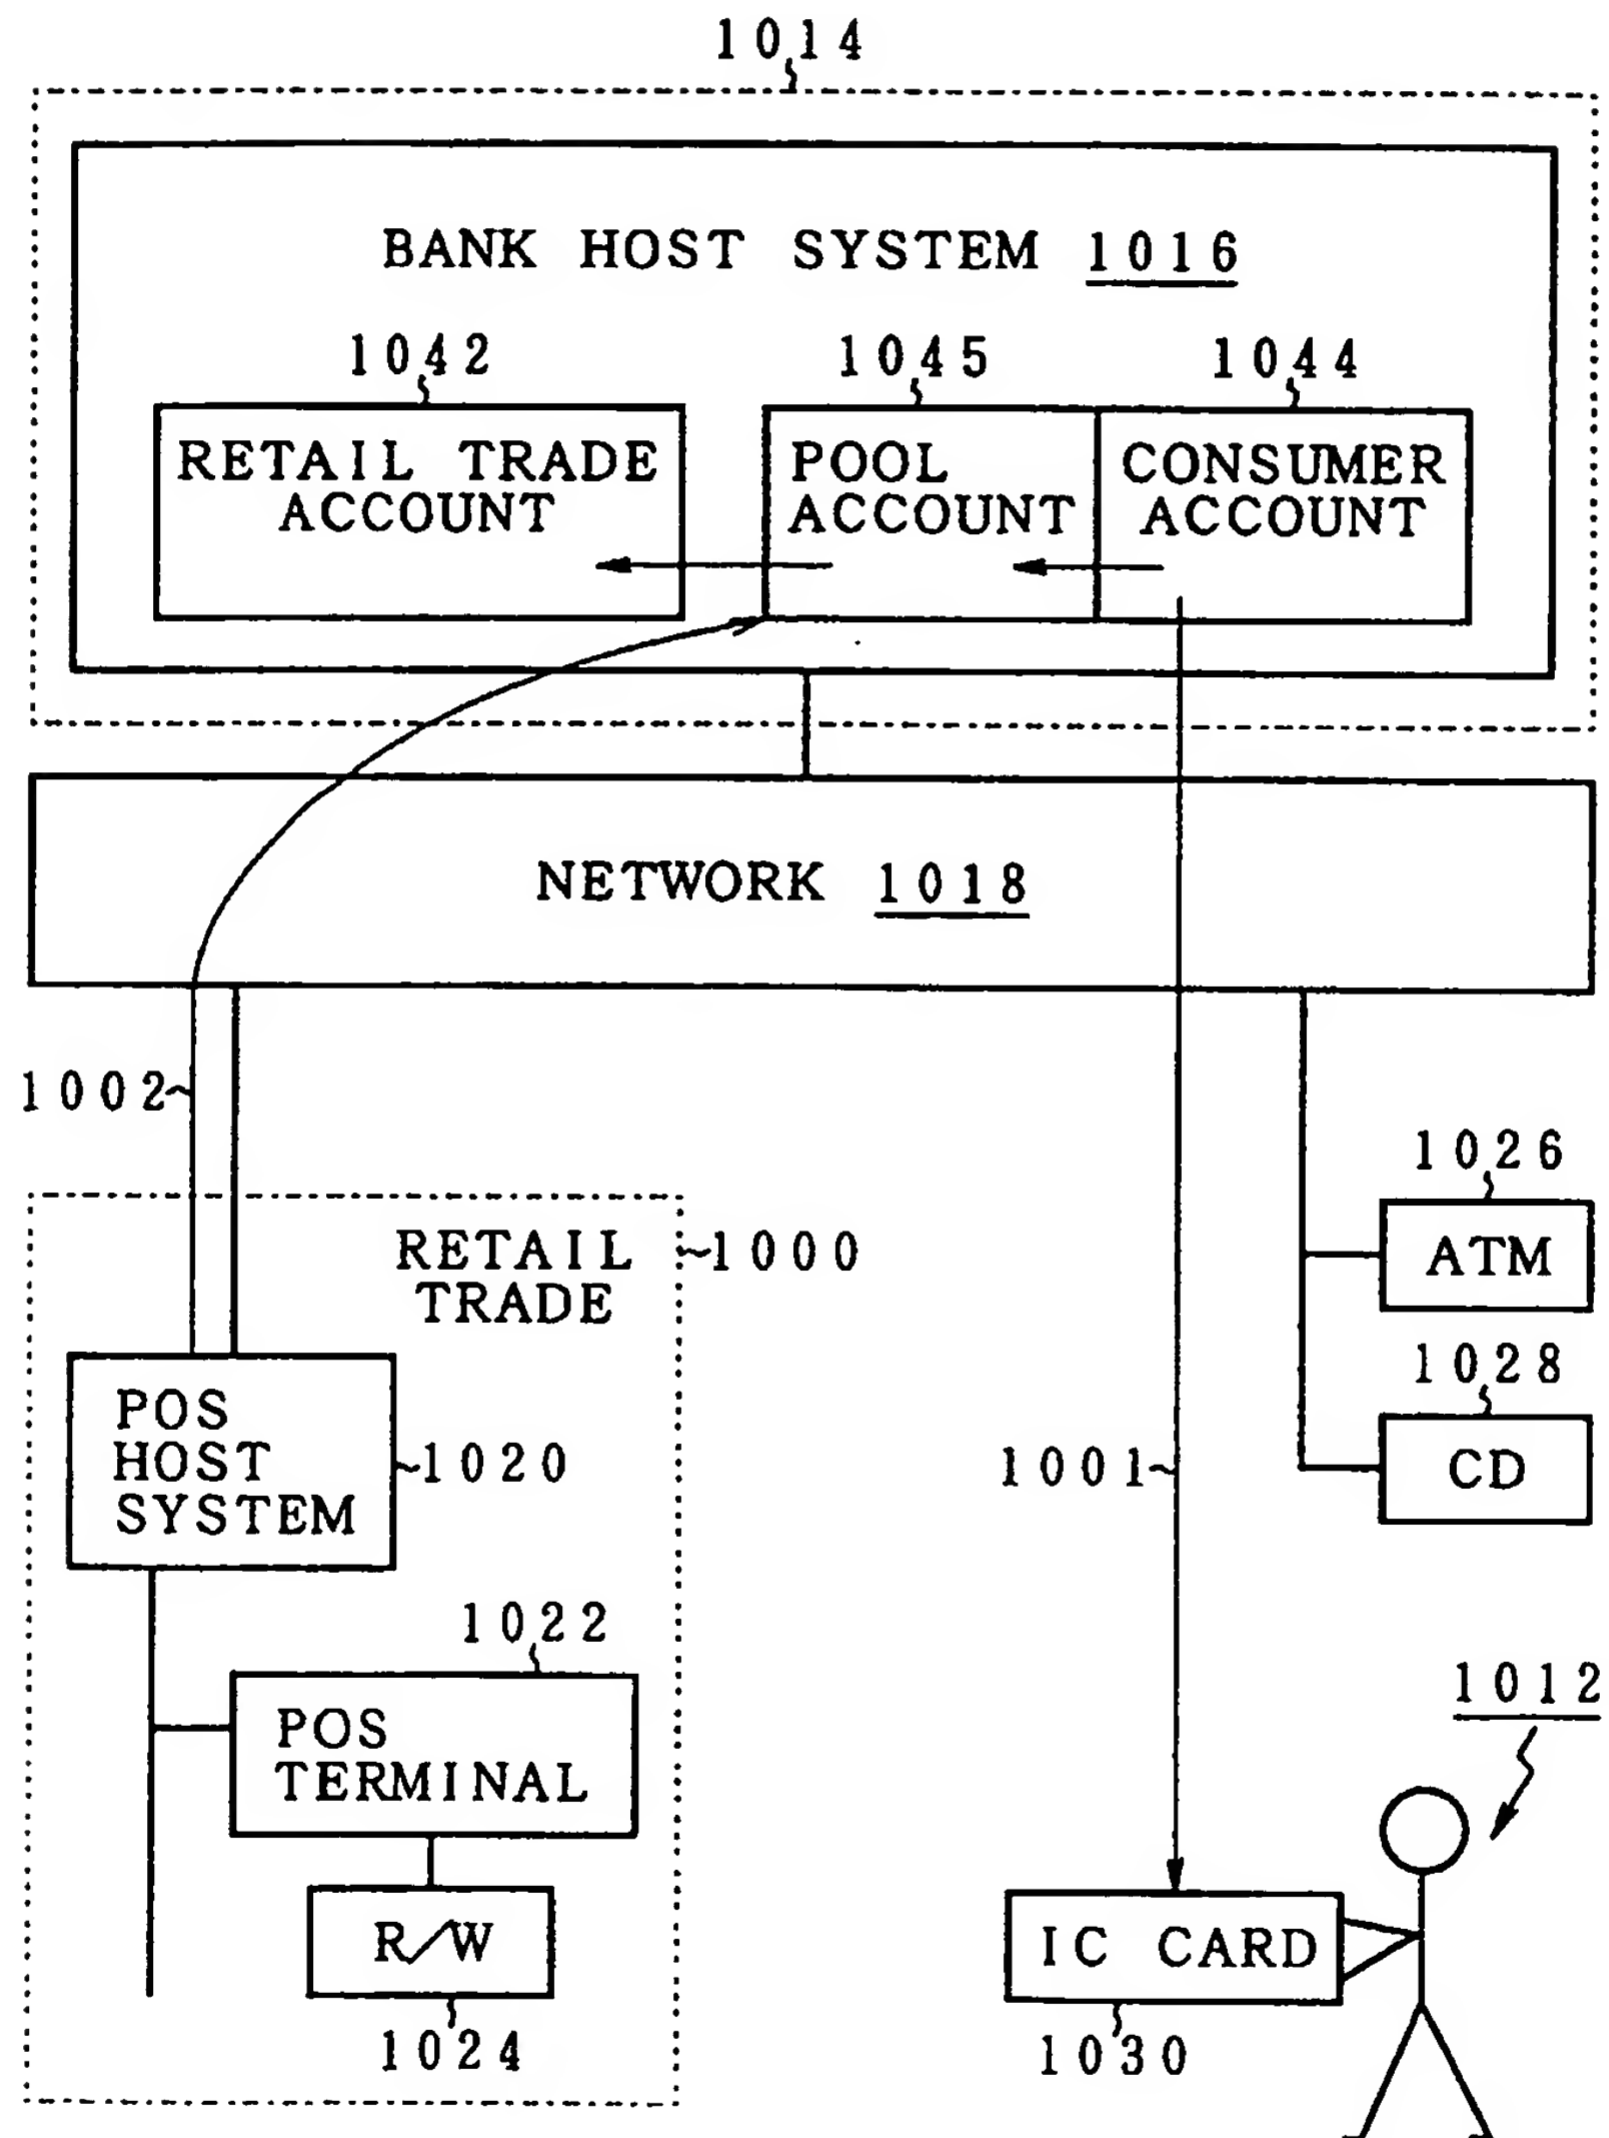 1014
BANK HOST SYSTEM 1016
1042
1045
1044
RETAIL TRADE
ACCOUNT
POOL
ACCOUNT
CONSUMER
ACCOUNT
NETWORK 1018
1002
1026
ATM
RETAIL
TRADE
1000
1028
CD
POS
HOST
SYSTEM
1020
1001
1022
POS
TERMINAL
1012
R/W
1024
IC CARD
1030